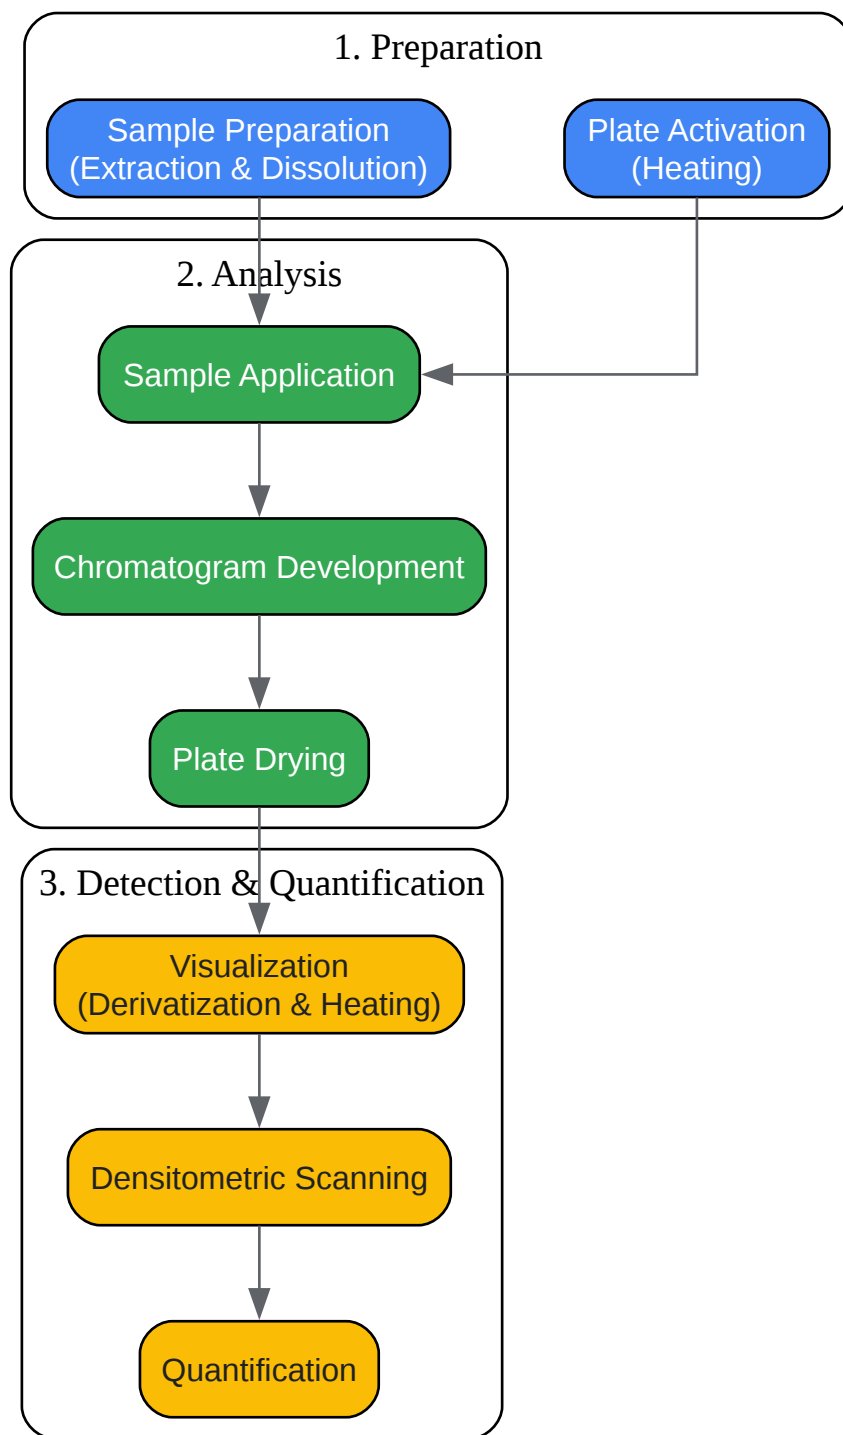 1. Preparation
Sample Preparation
(Extraction & Dissolution)
Plate Activation
(Heating)
2. Analysis
Sample Application
Chromatogram Development
Plate Drying
3. Detection & Quantification
Visualization
(Derivatization & Heating)
Densitometric Scanning
Quantification